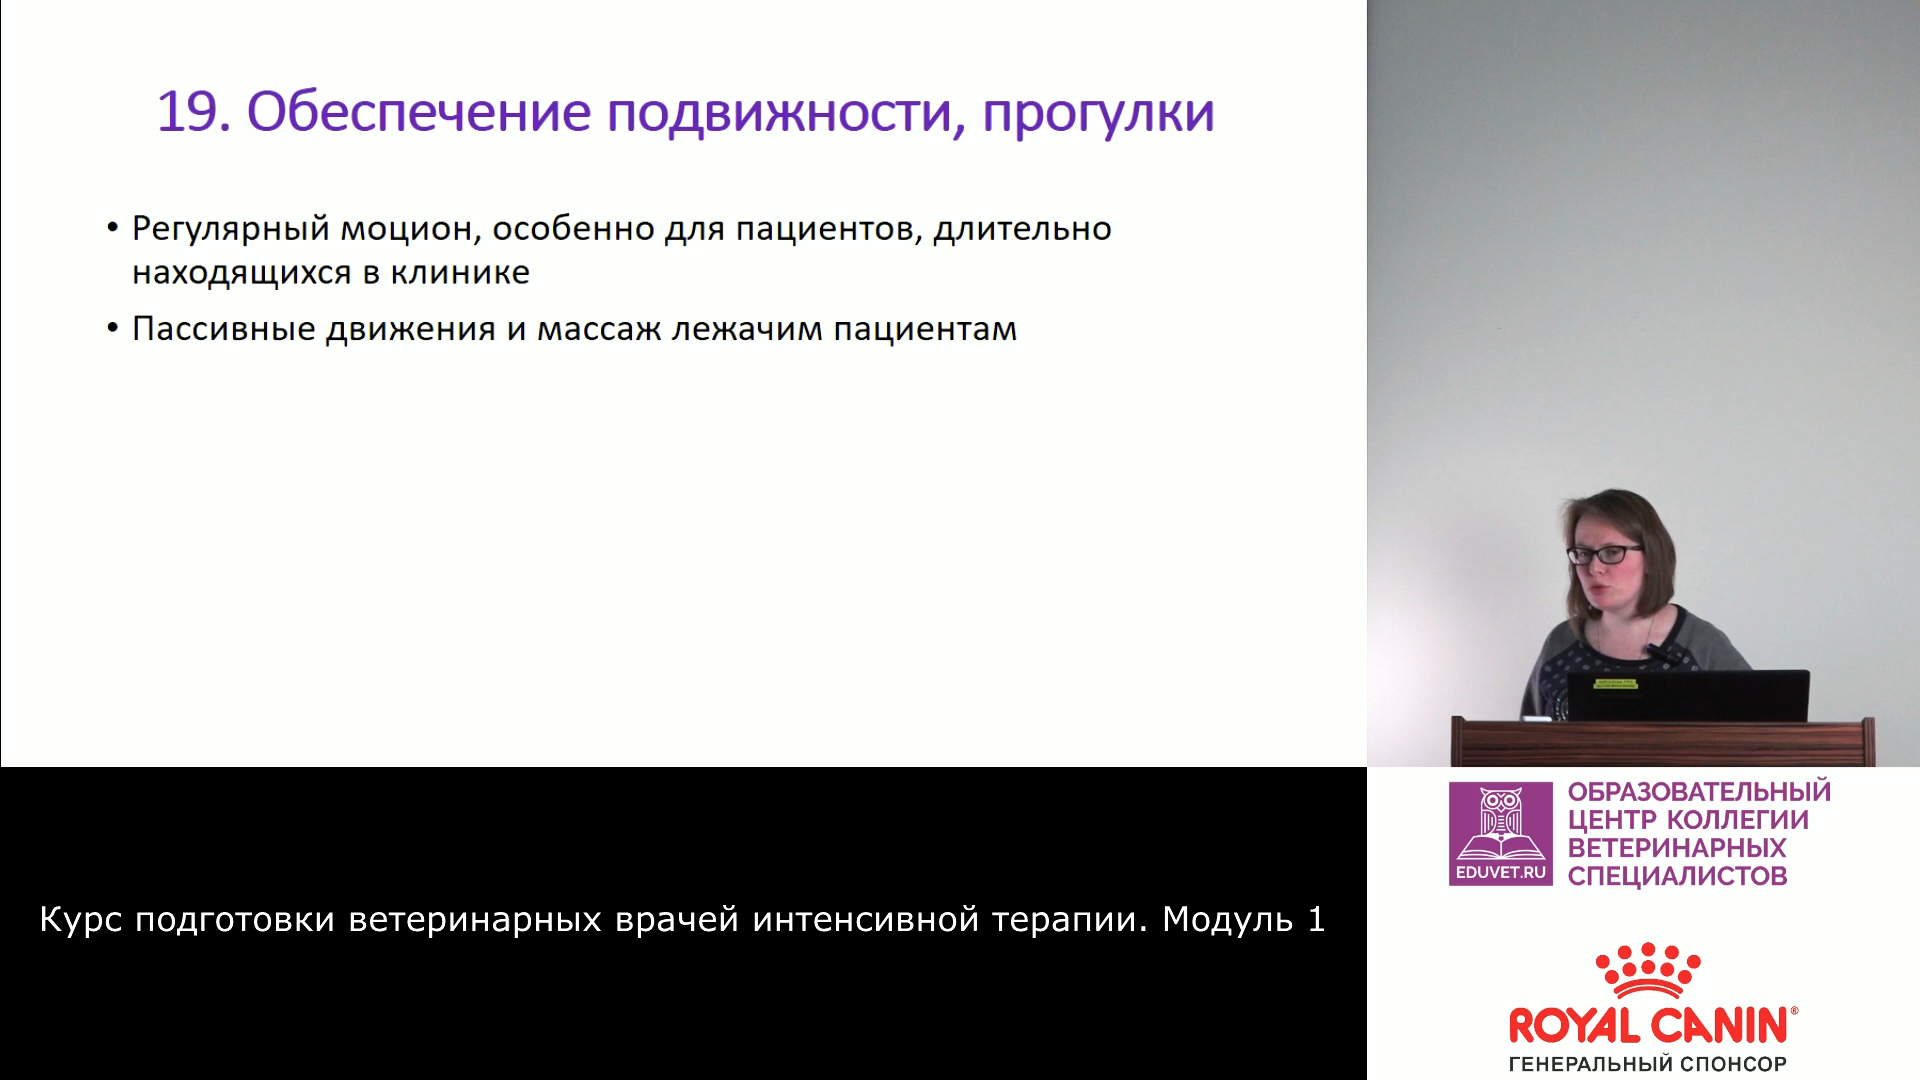 19. Обеспечение подвижности, прогулки
• Регулярный моцион, особенно для пациентов, длительно
находящихся в клинике
• Пассивные движения и массаж лежачим пациентам
Курс подготовки ветеринарных врачей интенсивной терапии. Модуль 1
EDUVET.RU
ОБРАЗОВАТЕЛЬНЫЙ
ЦЕНТР КОЛЛЕГИИ
ВЕТЕРИНАРНЫХ
СПЕЦИАЛИСТОВ
ROYAL CANIN®
ГЕНЕРАЛЬНЫЙ СПОНСОР